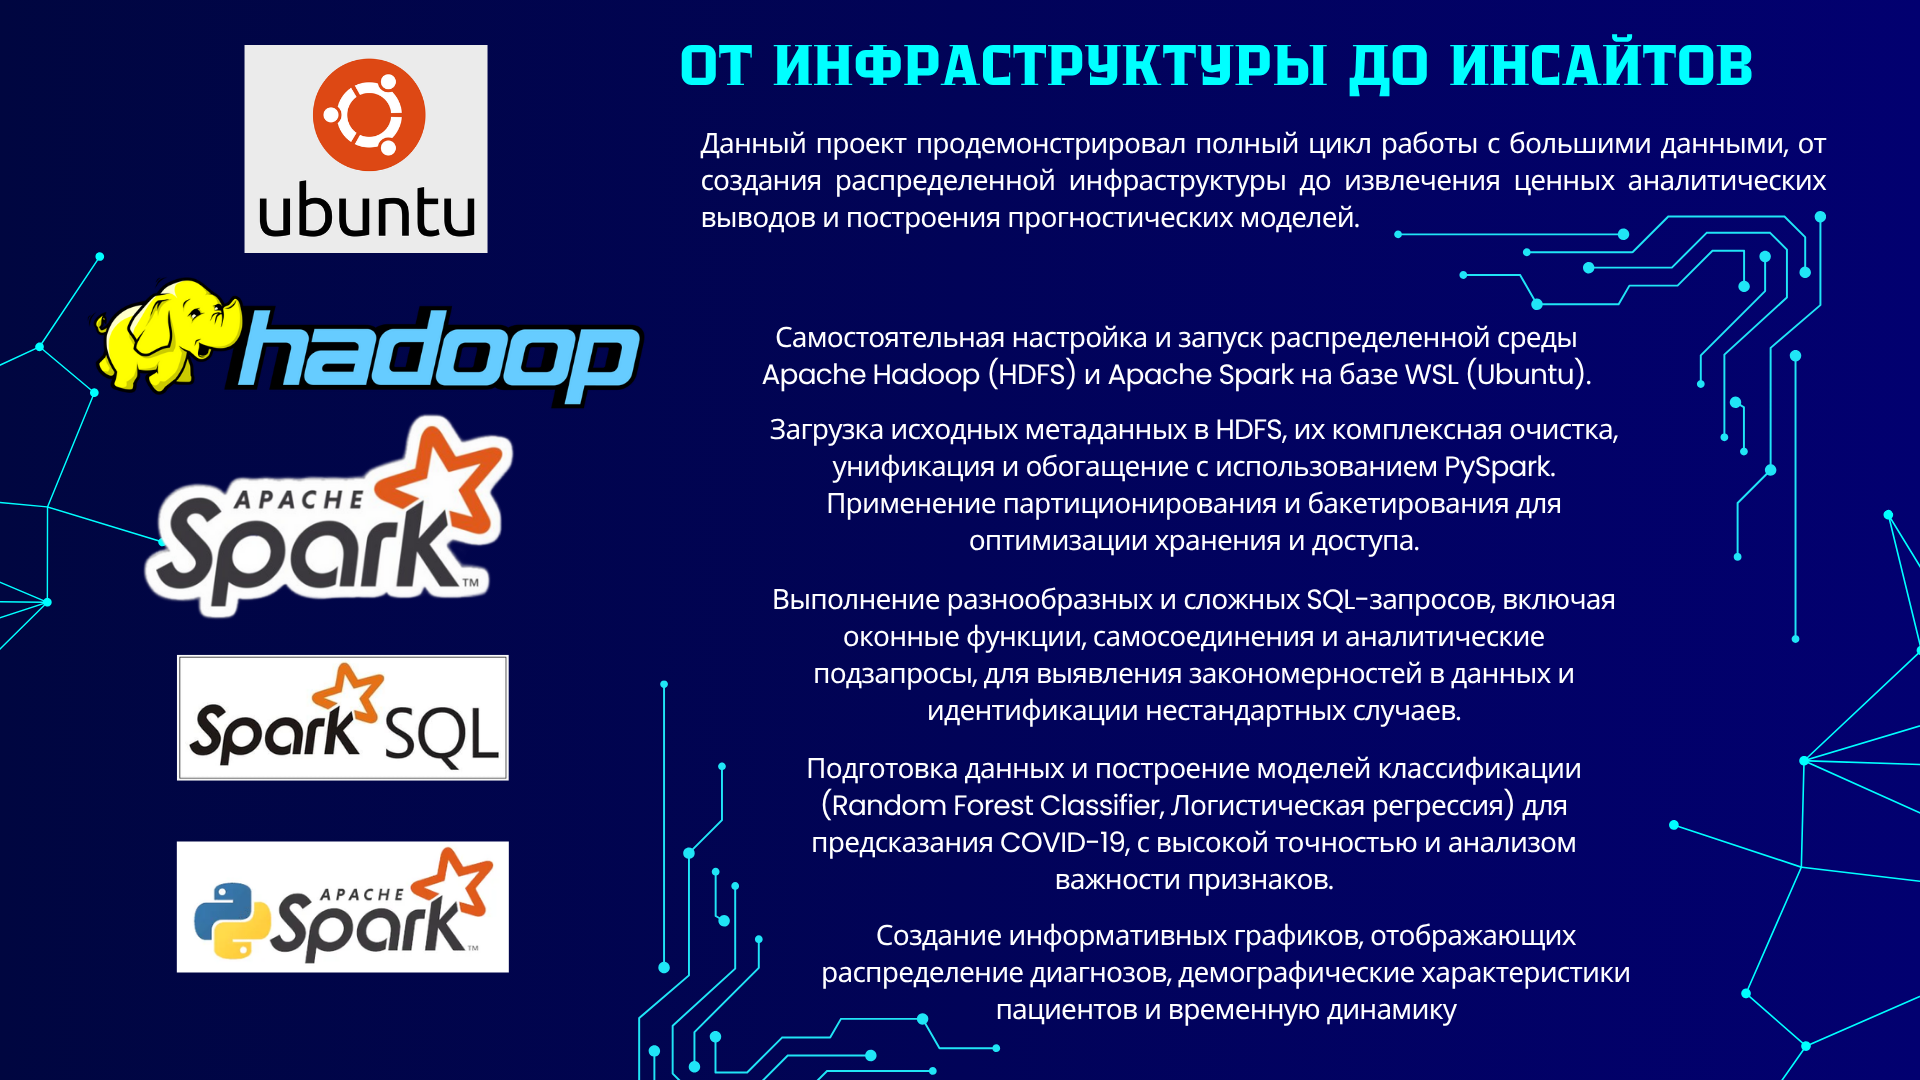 ubuntu
hadoop
APACHE
Spark™
Spark SQL
APACHE
Spark™
ОТ ИНФРАСТРУКТУРЫ ДО ИНСАЙТОВ
Данный проект продемонстрировал полный цикл работы с большими данными, от
создания распределенной инфраструктуры до извлечения ценных аналитических
выводов и построения прогностических моделей.
Самостоятельная настройка и запуск распределенной среды
Apache Hadoop (HDFS) и Apache Spark на базе WSL (Ubuntu).
Загрузка исходных метаданных в HDFS, их комплексная очистка,
унификация и обогащение с использованием PySpark.
Применение партиционирования и бакетирования для
оптимизации хранения и доступа.
Выполнение разнообразных и сложных SQL-запросов, включая
оконные функции, самосоединения и аналитические
подзапросы, для выявления закономерностей в данных и
идентификации нестандартных случаев.
Подготовка данных и построение моделей классификации
(Random Forest Classifier, Логистическая регрессия) для
предсказания COVID-19, с высокой точностью и анализом
важности признаков.
Создание информативных графиков, отображающих
распределение диагнозов, демографические характеристики
пациентов и временную динамику